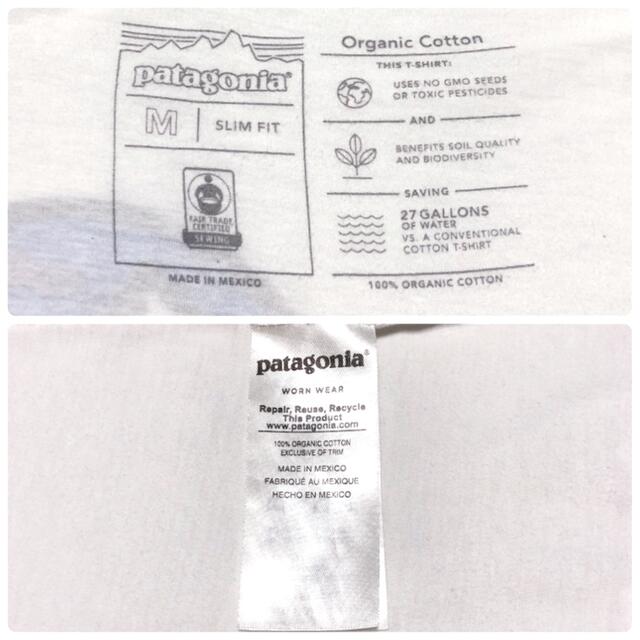 patagonia®
M | SLIM FIT
FAIR TRADE
CERTIFIED
SEWING
MADE IN MEXICO
Organic Cotton
THIS T-SHIRT:
USES NO GMO SEEDS
OR TOXIC PESTICIDES
AND
BENEFITS SOIL QUALITY
AND BIODIVERSITY
SAVING
27 GALLONS
OF WATER
VS. A CONVENTIONAL
COTTON T-SHIRT
100% ORGANIC COTTON
patagonia®
WORN WEAR
Repair, Reuse, Recycle
This Product
www.patagonia.com
100% ORGANIC COTTON
EXCLUSIVE OF TRIM
MADE IN MEXICO
FABRIQUÉ AU MEXIQUE
HECHO EN MEXICO